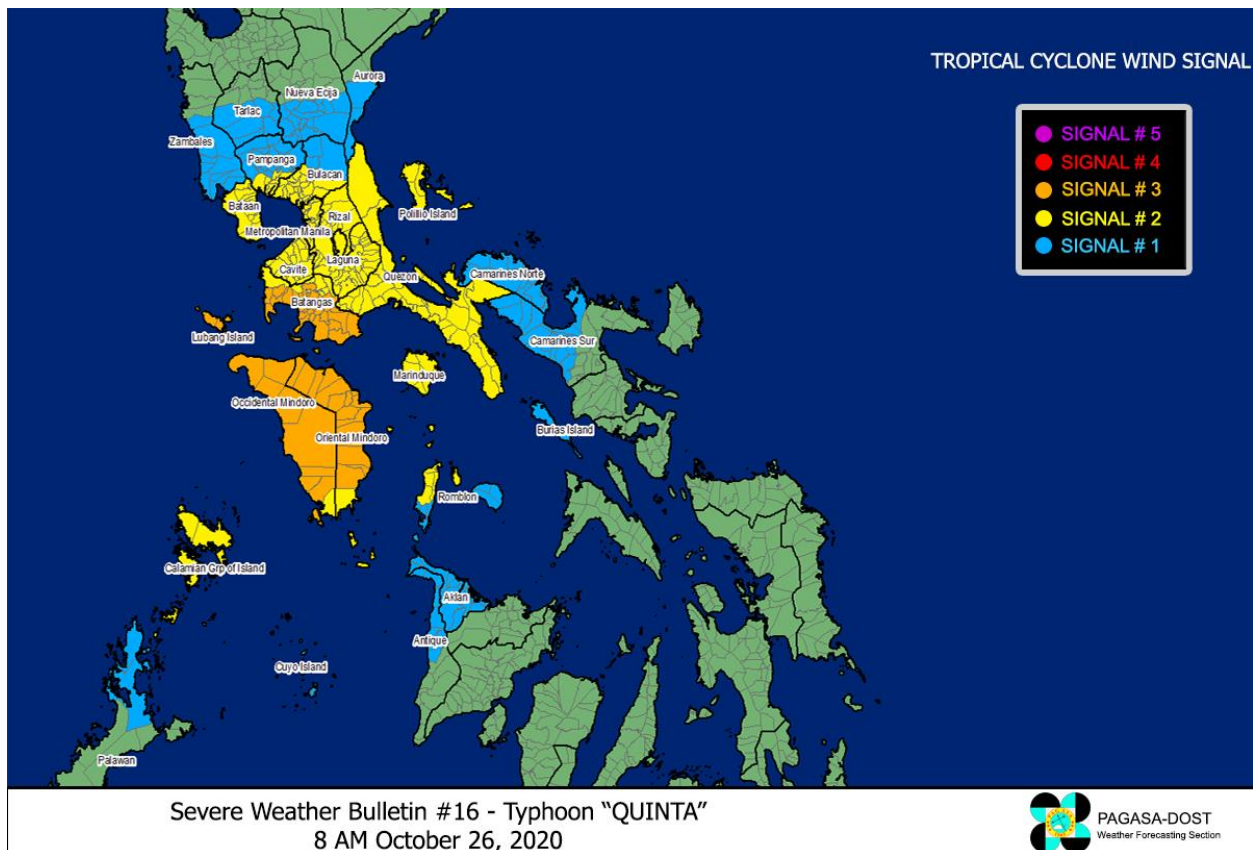 TROPICAL CYCLONE WIND SIGNAL
SIGNAL # 5
SIGNAL # 4
SIGNAL # 3
SIGNAL # 2
SIGNAL # 1
Aurora
Nueva Ecija
Tarlac
Zambales
Pampanga
Bulacan
Bataan
Rizal
Polillio Island
Metropolitan Manila
Laguna
Cavite
Quezon
Camarines Norte
Batangas
Lubang Island
Camarines Sur
Marinduque
Occidental Mindoro
Oriental Mindoro
Burias Island
Romblon
Calamian Grp of Island
Aklan
Antique
Cuyo Island
Palawan
Severe Weather Bulletin #16 - Typhoon “QUINTA”
8 AM October 26, 2020
PAGASA-DOST
Weather Forecasting Section